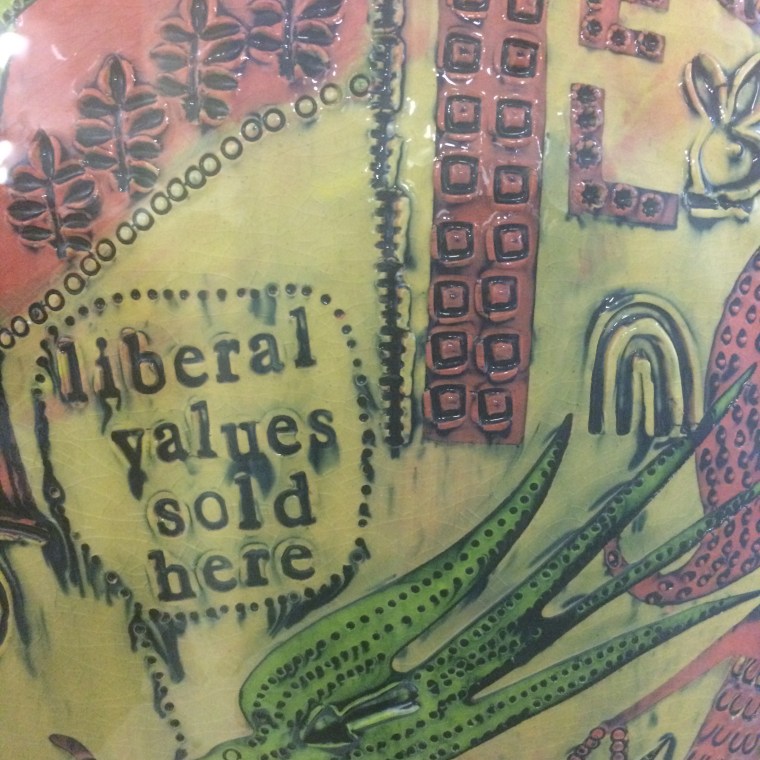 E
L
liberal
values
sold
here